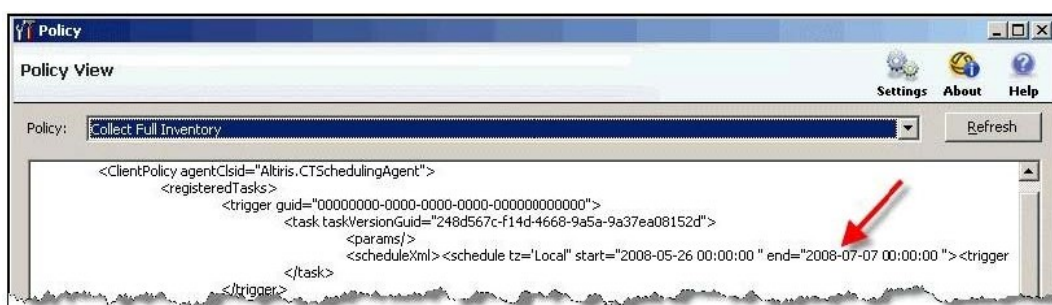 Policy
Policy View
Settings About Help
Policy: Collect Full Inventory Refresh
<ClientPolicy agentClsid="Altiris.CTSchedulingAgent">
<registeredTasks>
<trigger guid="00000000-0000-0000-0000-000000000000">
<task taskVersionGuid="248d567c-f14d-4668-9a5a-9a37ea08152d">
<params/>
<scheduleXml><schedule tz='Local" start="2008-05-26 00:00:00 " end="2008-07-07 00:00:00 "><trigger
</task>
</trigger>